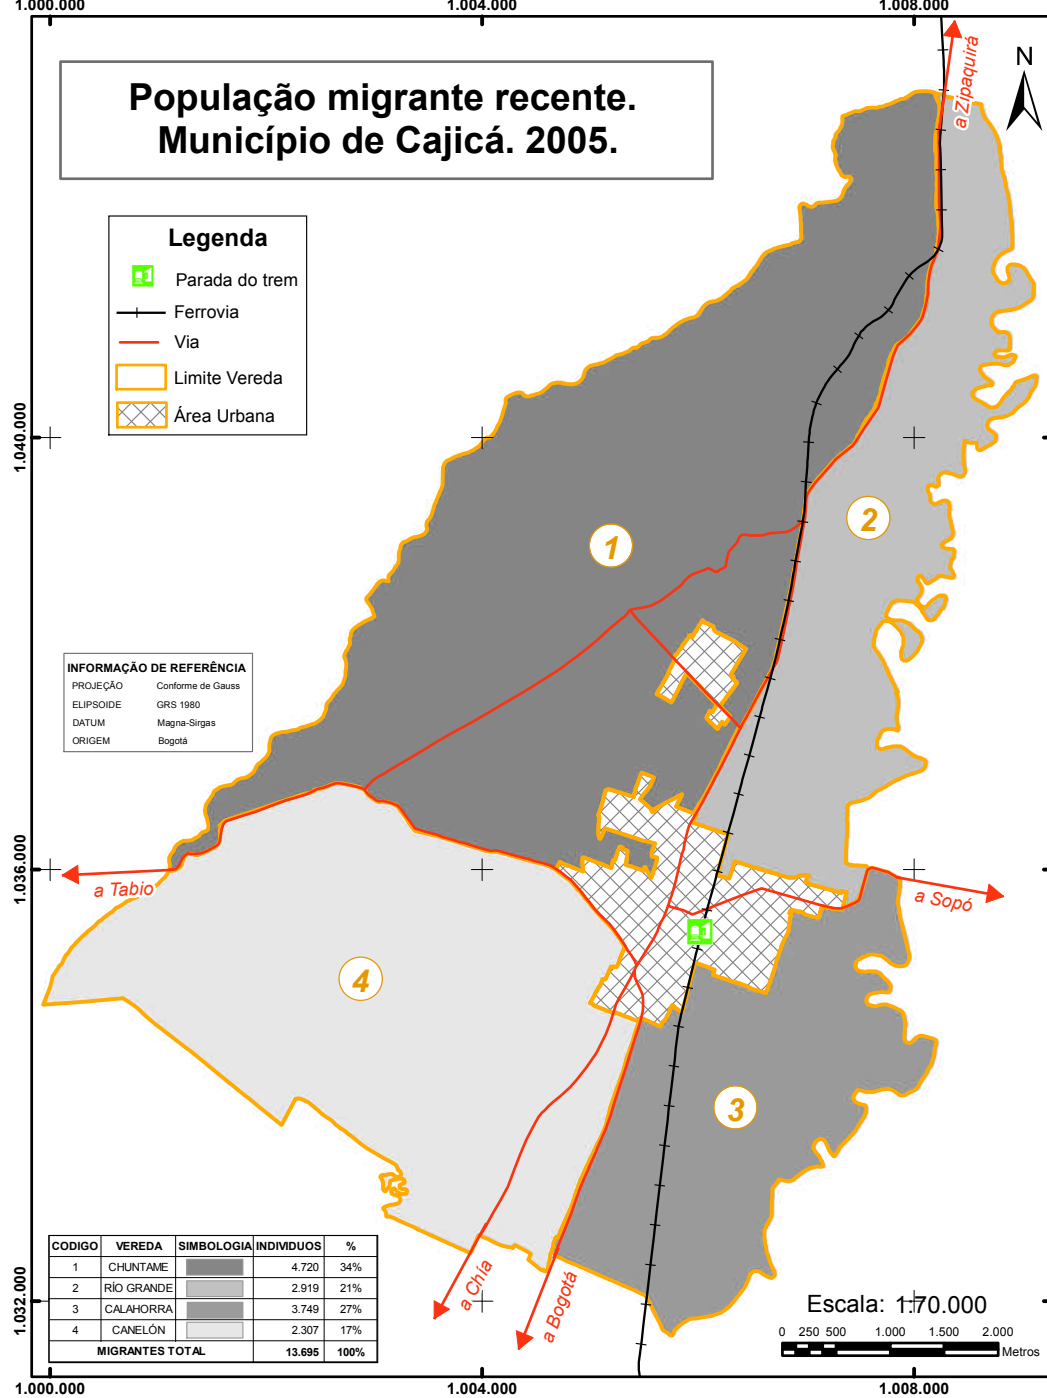 1.000.000
1.004.000
1.008.000
População migrante recente.
Município de Cajicá. 2005.
a Zipaquirá
N
Legenda
Parada do trem
Ferrovia
Via
Limite Vereda
Área Urbana
1.040.000
2
1
INFORMAÇÃO DE REFERÊNCIA
PROJEÇÃO Conforme de Gauss
ELIPSOIDE GRS 1980
DATUM Magna-Sirgas
ORIGEM Bogotá
1.036.000
a Tabio
a Sopó
4
3
CODIGO VEREDA SIMBOLOGIA INDIVIDUOS %
1 CHUNTAME 4.720 34%
2 RÍO GRANDE 2.919 21%
3 CALAHORRA 3.749 27%
4 CANELÓN 2.307 17%
MIGRANTES TOTAL 13.695 100%
a Chía
a Bogotá
1.032.000
Escala: 1:70.000
0 250 500 1.000 1.500 2.000
Metros
1.000.000
1.004.000
1.008.000